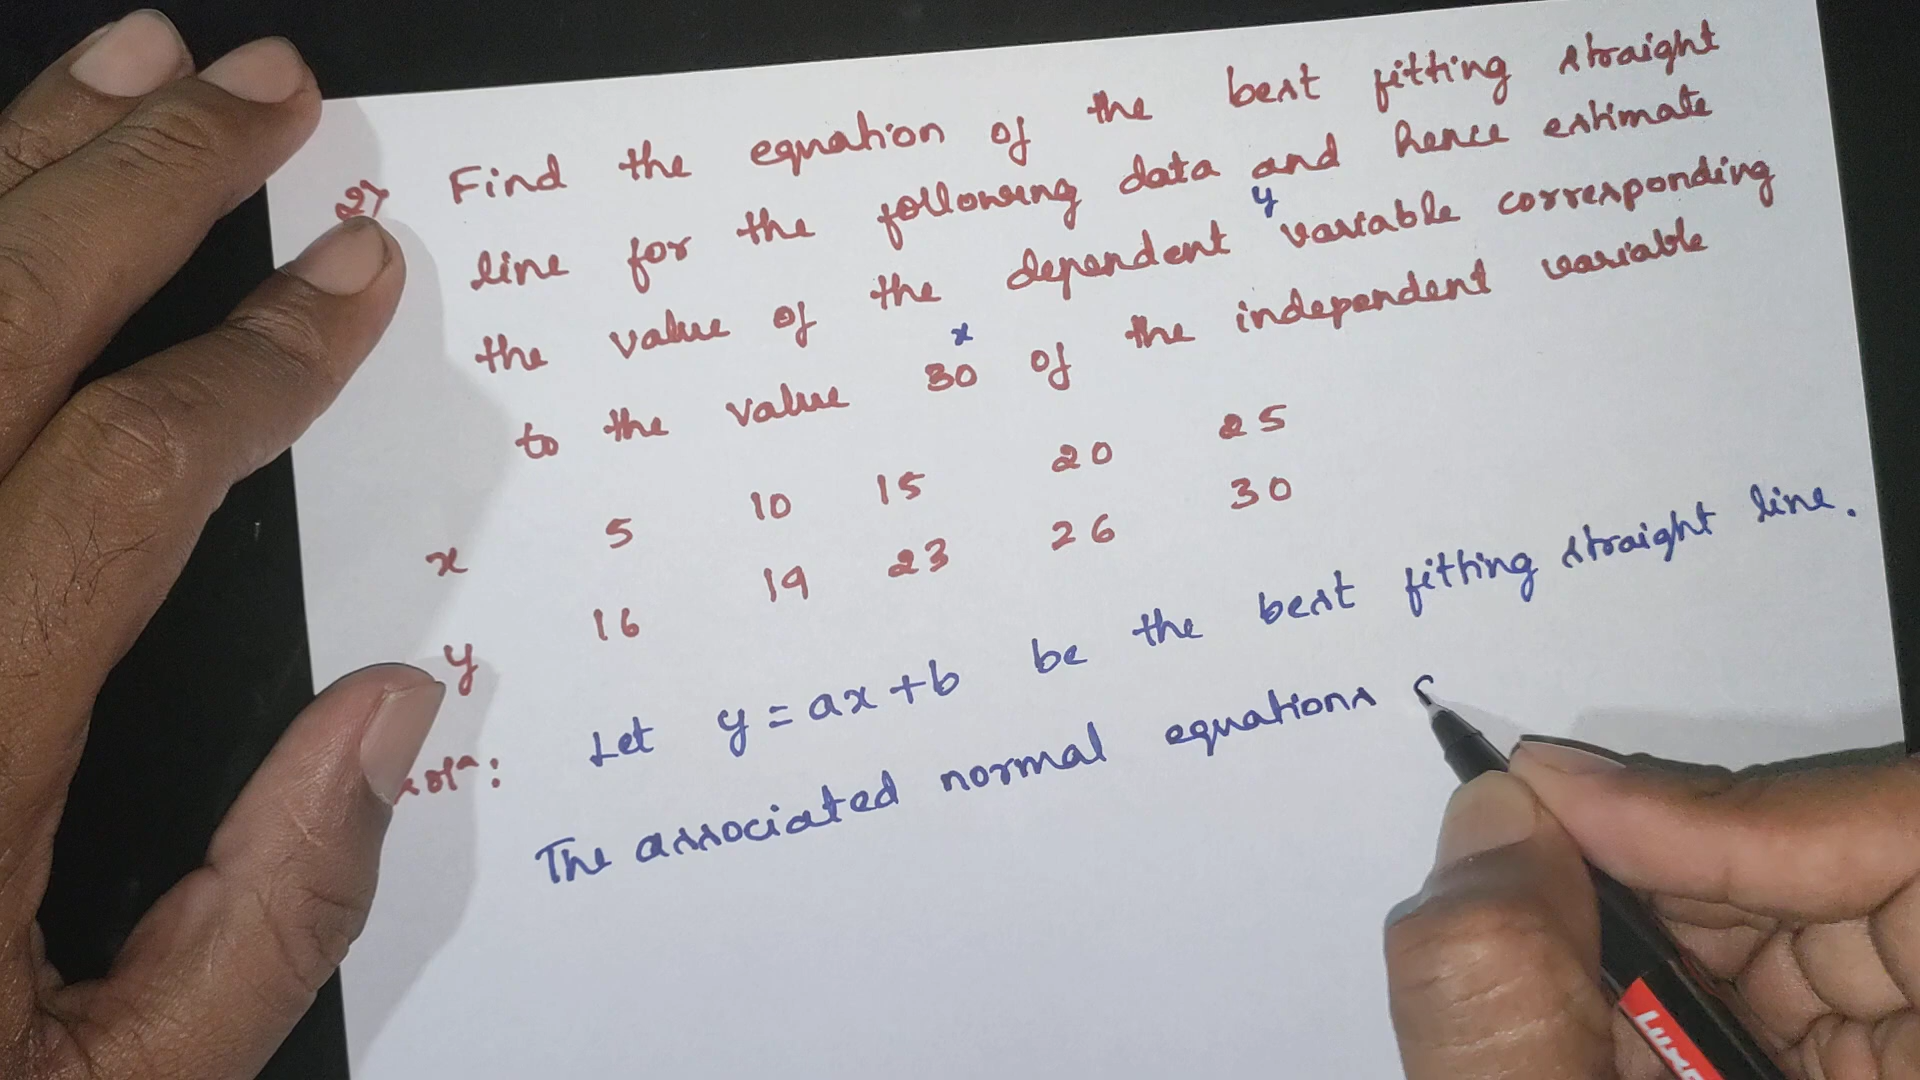 2> Find the equation of the best fitting straight
line for the following data and hence estimate
y
the value of the dependent variable corresponding
x
to the value 30 of the independent variable
x 5 10 15 20 25
y 16 19 23 26 30
Soln: Let y = ax + b be the best fitting straight line.
The associated normal equations